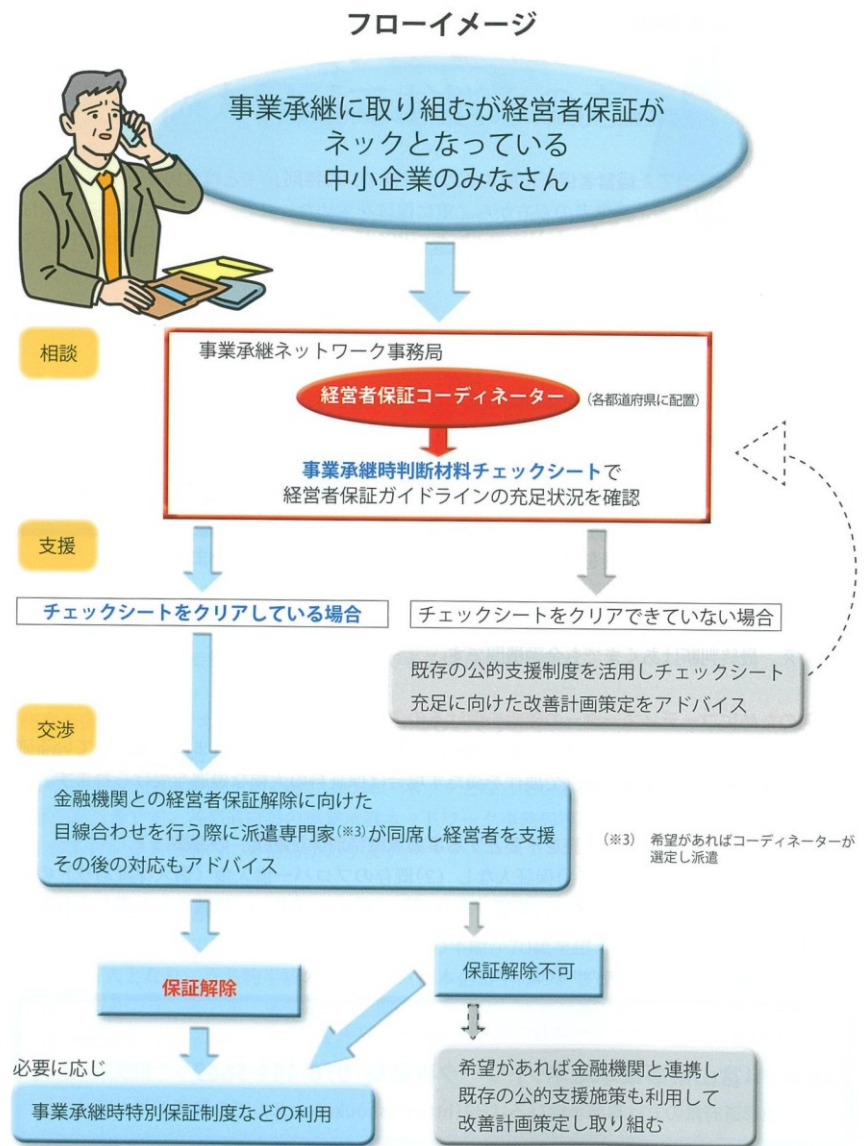 フローイメージ
事業承継に取り組むが経営者保証が
ネックとなっている
中小企業のみなさん
相談
事業承継ネットワーク事務局
経営者保証コーディネーター
(各都道府県に配置)
事業承継時判断材料チェックシートで
経営者保証ガイドラインの充足状況を確認
支援
チェックシートをクリアしている場合
チェックシートをクリアできていない場合
既存の公的支援制度を活用しチェックシート
充足に向けた改善計画策定をアドバイス
交渉
金融機関との経営者保証解除に向けた
目線合わせを行う際に派遣専門家(※3)が同席し経営者を支援
その後の対応もアドバイス
(※3) 希望があればコーディネーターが
選定し派遣
保証解除
保証解除不可
必要に応じ
事業承継時特別保証制度などの利用
希望があれば金融機関と連携し
既存の公的支援施策も利用して
改善計画策定し取り組む